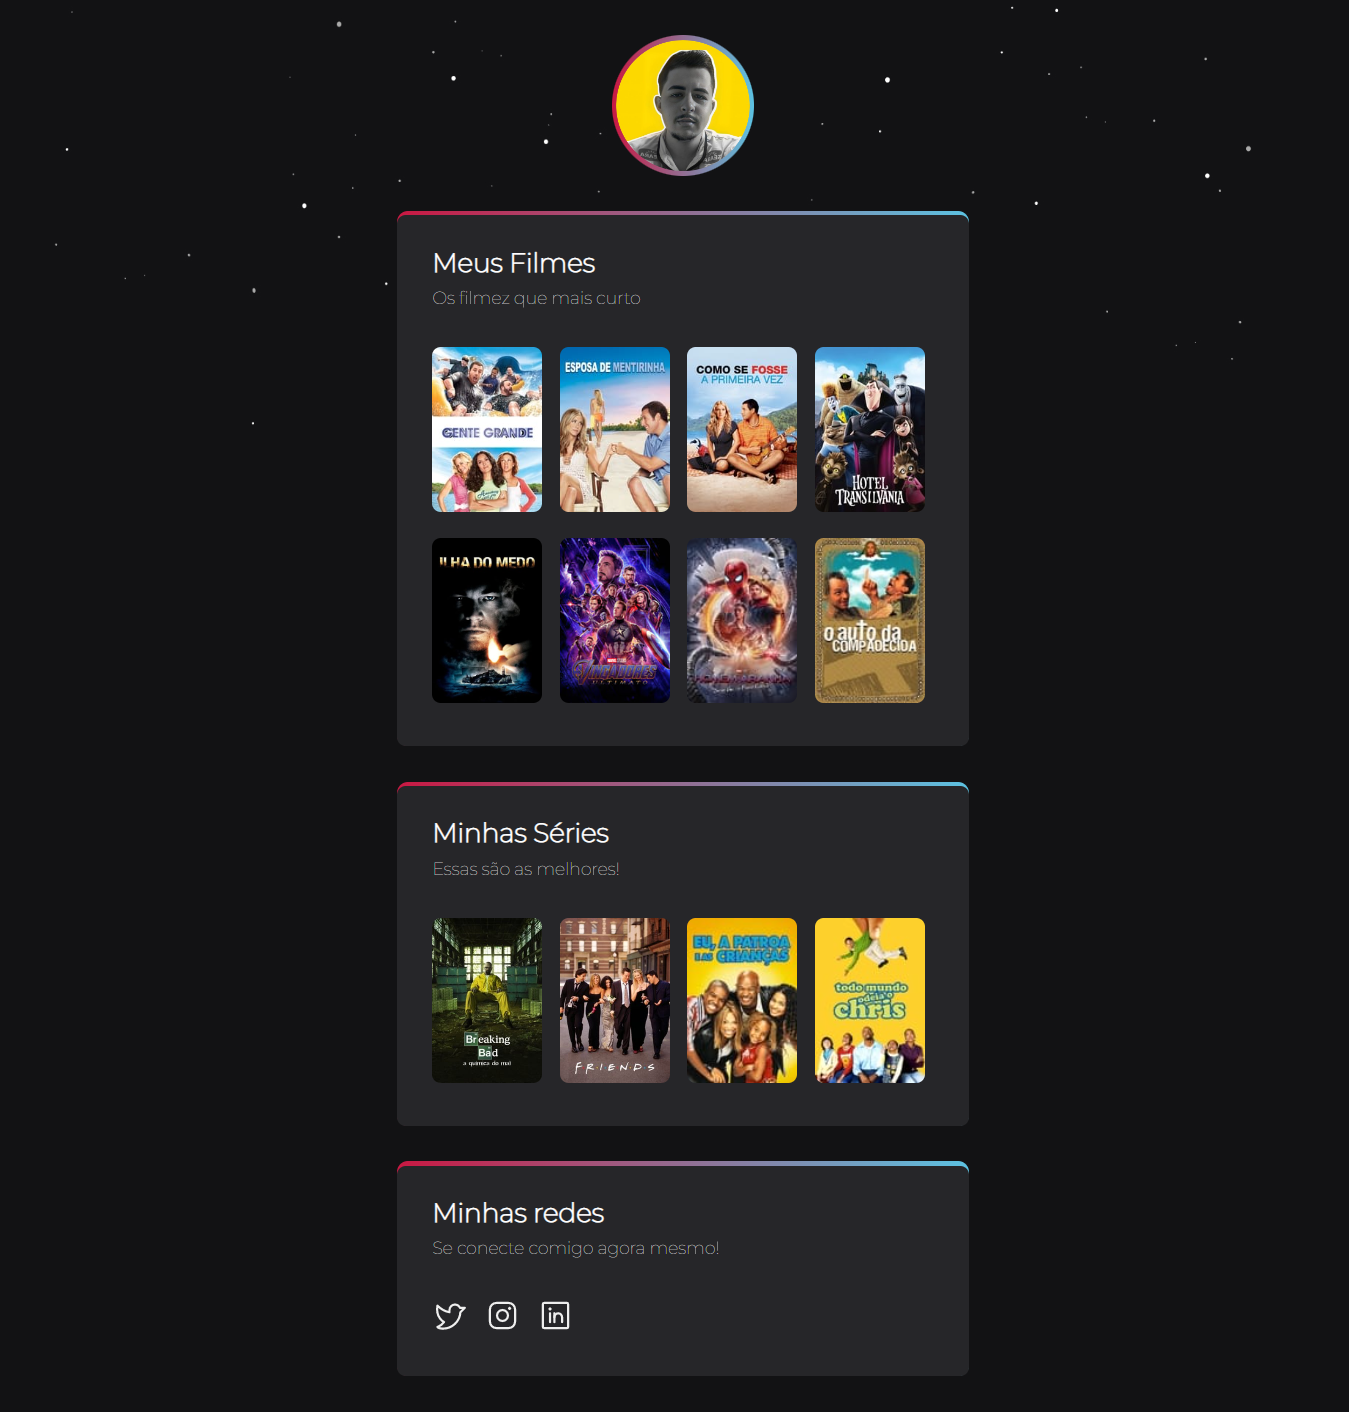 Meus Filmes
Os filmez que mais curto
GENTE GRANDE
ESPOSA DE MENTIRINHA
COMO SE FOSSE
A PRIMEIRA VEZ
HOTEL
TRANSILVÂNIA
ILHA DO MEDO
VINGADORES
ULTIMATO
HOMEM-ARANHA
o auto da
COMPADECIDA
Minhas Séries
Essas são as melhores!
Breaking
Bad
a química do mal
FRIENDS
EU, A PATROA
E AS CRIANÇAS
todo mundo
odeia o
chris
Minhas redes
Se conecte comigo agora mesmo!
in